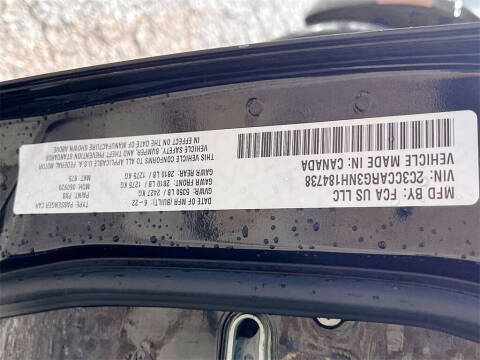 MFD BY: FCA US LLC
VIN: 2C3CCARG3NH184738
VEHICLE MADE IN: CANADA
DATE OF MFR (BUILT): 6 -22
GVWR: 5350 LB / 2427 KG
GAWR FRONT: 2810 LB / 1275 KG
GAWR REAR: 2810 LB / 1275 KG
THIS VEHICLE CONFORMS TO ALL APPLICABLE U.S.A. FEDERAL MOTOR
VEHICLE SAFETY, BUMPER, AND THEFT PREVENTION STANDARDS
IN EFFECT ON THE DATE OF MANUFACTURE SHOWN ABOVE.
TYPE: PASSENGER CAR
PAINT: PX8
MDH: